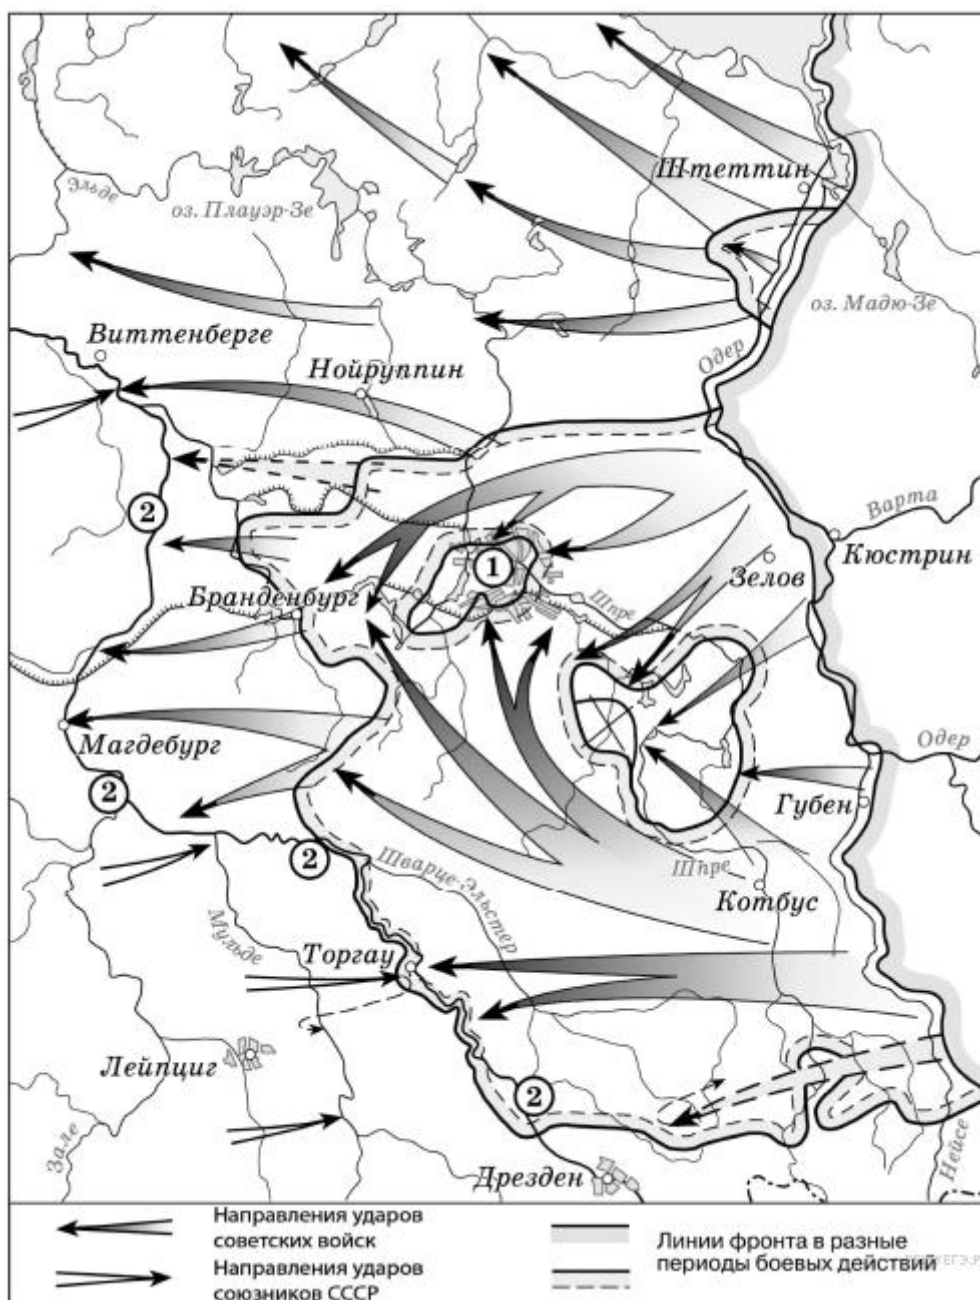 Штеттин
Эльде
оз. Плауэр-Зе
оз. Мадю-Зе
Виттенберге
Одер
Нойруппин
2
Варта
Кюстрин
1
Зелов
Бранденбург
Шпре
Магдебург
Одер
2
Губен
2
Шпре
Шварце-Эльстер
Котбус
Мульде
Торгау
Лейпциг
2
Зале
Нейсе
Дрезден
Направления ударов
советских войск
Направления ударов
союзников СССР
Линии фронта в разные
периоды боевых действий